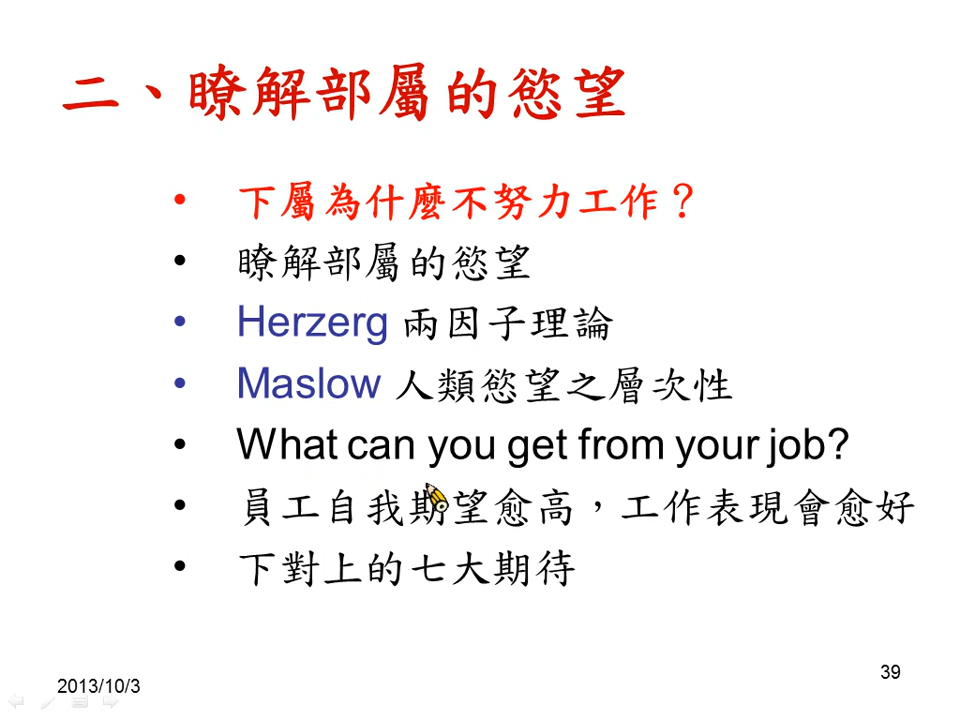 二、瞭解部屬的慾望
• 下屬為什麼不努力工作？
• 瞭解部屬的慾望
• Herzerg 兩因子理論
• Maslow 人類慾望之層次性
• What can you get from your job?
• 員工自我期望愈高，工作表現會愈好
• 下對上的七大期待
2013/10/3
39